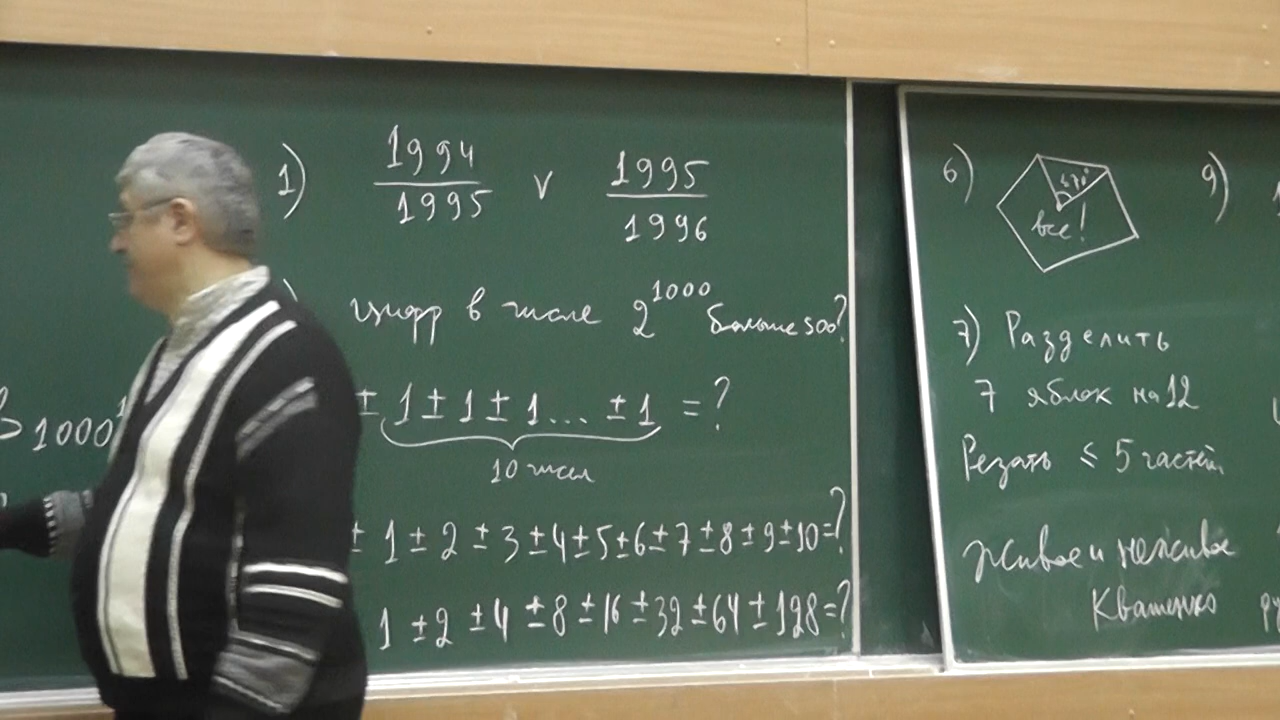 1) 1994/1995 v 1995/1996
) цифр в числе 2^1000 больше 500?
1000
± 1 ± 1 ± 1 ... ± 1 = ?
10 чисел
± 1 ± 2 ± 3 ± 4 ± 5 ± 6 ± 7 ± 8 ± 9 ± 10 = ?
1 ± 2 ± 4 ± 8 ± 16 ± 32 ± 64 ± 128 = ?
6)
все!
7) Разделить
7 яблок на 12
Резать ≤ 5 частей
Живое и неживое
9)